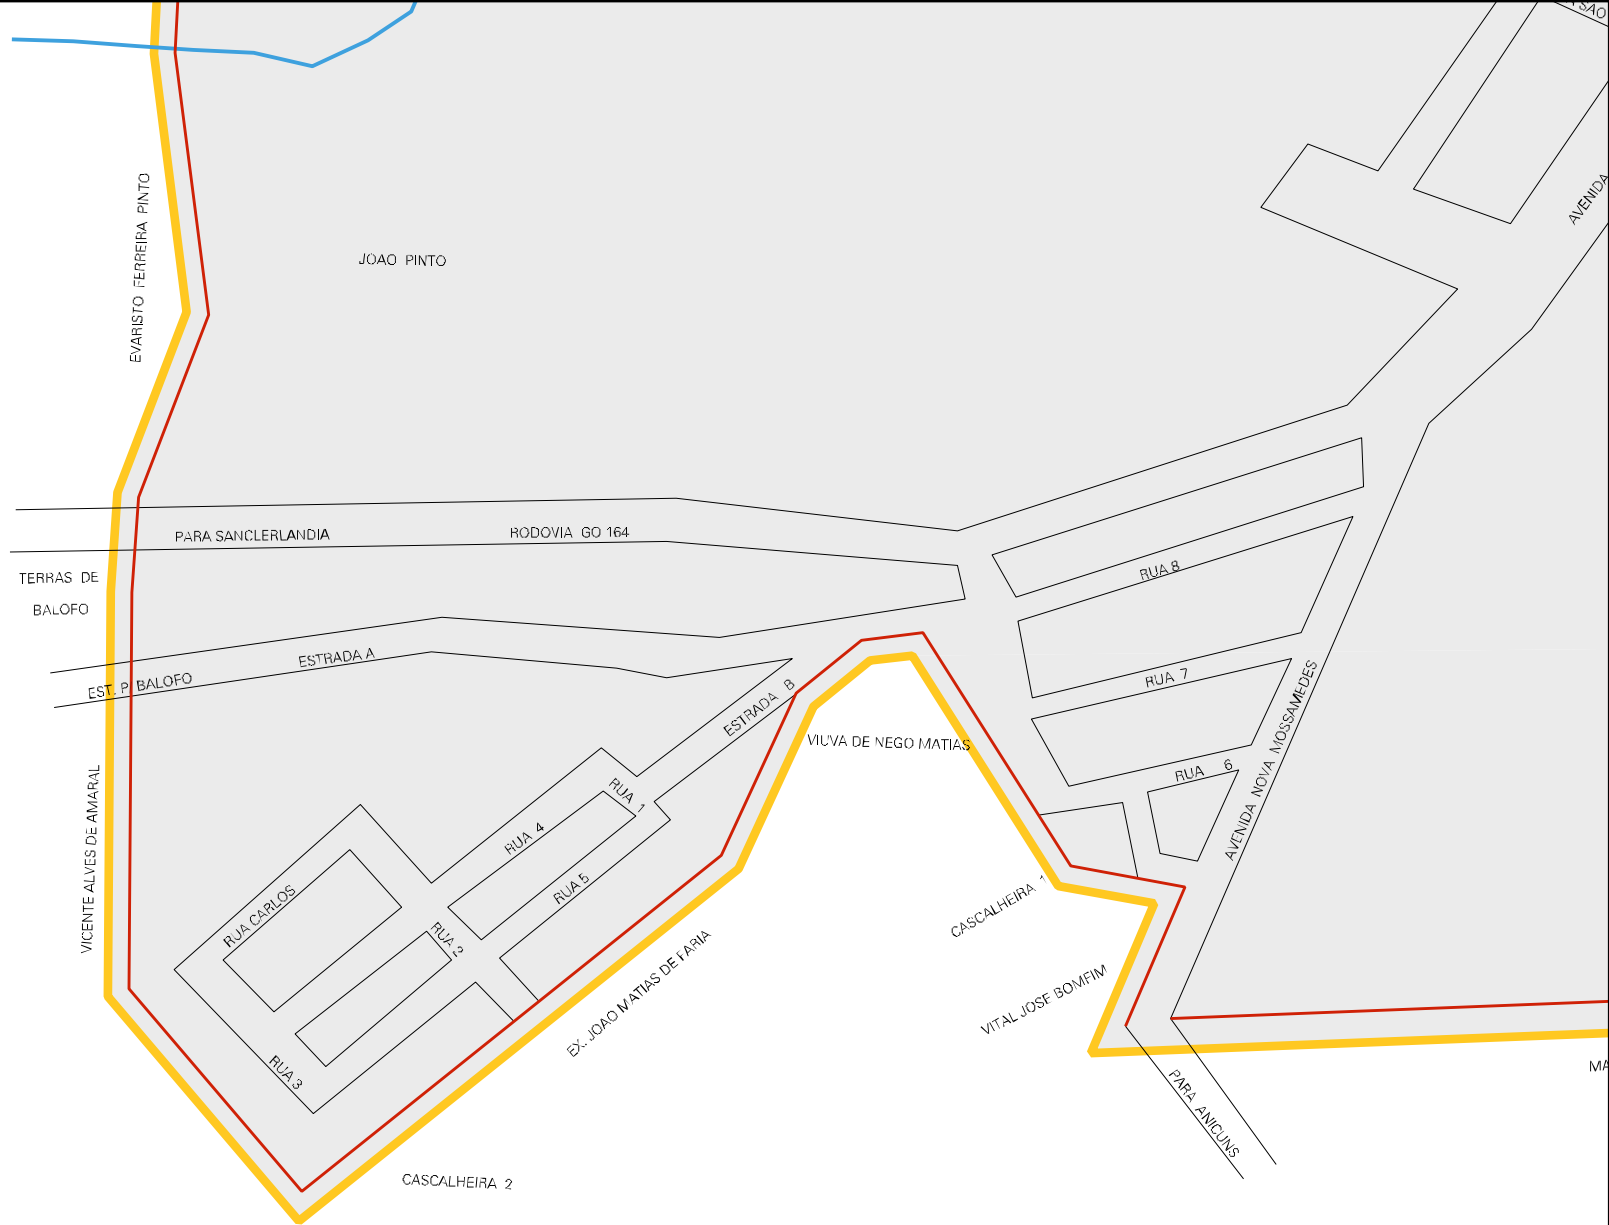 SAO
AVENIDA
EVARISTO FERREIRA PINTO
JOAO PINTO
PARA SANCLERLANDIA
RODOVIA GO 164
TERRAS DE
BALOFO
RUA 8
ESTRADA A
EST. P. BALOFO
RUA 7
ESTRADA B
VIUVA DE NEGO MATIAS
AVENIDA NOVA MOSSAMEDES
RUA 6
RUA 1
RUA 4
VICENTE ALVES DE AMARAL
RUA 5
RUA CARLOS
RUA 2
CASCALHEIRA 1
EX. JOAO MATIAS DE FARIA
VITAL JOSE BOMFIM
RUA 3
MA
PARA ANICUNS
CASCALHEIRA 2